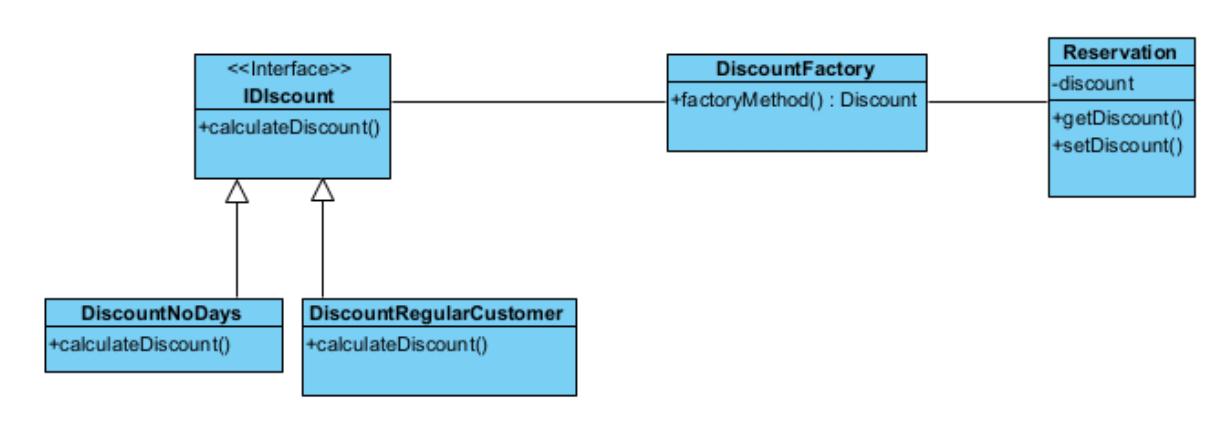 <<Interface>>
IDIscount
+calculateDiscount()
DiscountFactory
+factoryMethod() : Discount
Reservation
-discount
+getDiscount()
+setDiscount()
DiscountNoDays
+calculateDiscount()
DiscountRegularCustomer
+calculateDiscount()